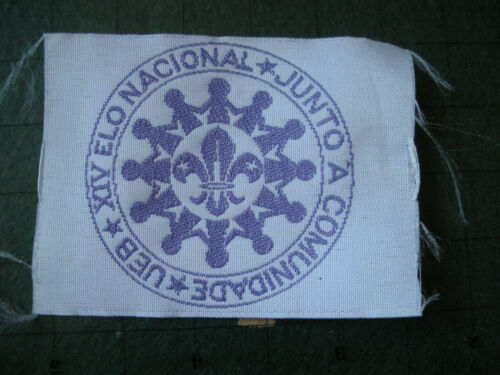 XIV ELO NACIONAL ★ JUNTO A COMUNIDADE ★ UEB ★